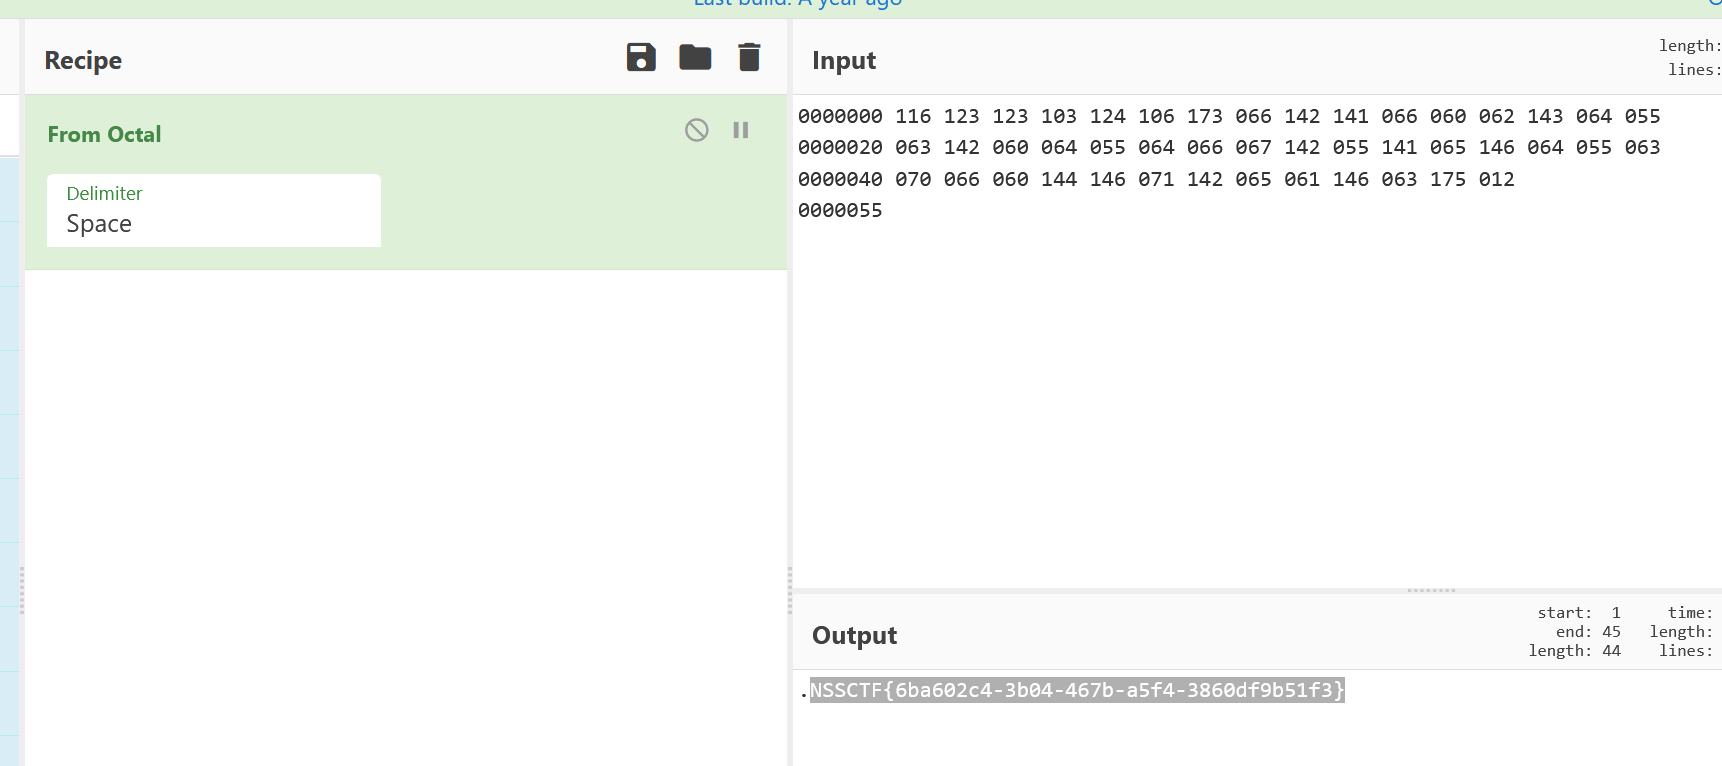 Last build: A year ago
Recipe
From Octal
Delimiter
Space
Input
length:
lines:
0000000 116 123 123 103 124 106 173 066 142 141 066 060 062 143 064 055
0000020 063 142 060 064 055 064 066 067 142 055 141 065 146 064 055 063
0000040 070 066 060 144 146 071 142 065 061 146 063 175 012
0000055
Output
start: 1 time:
end: 45 length:
length: 44 lines:
.NSSCTF{6ba602c4-3b04-467b-a5f4-3860df9b51f3}